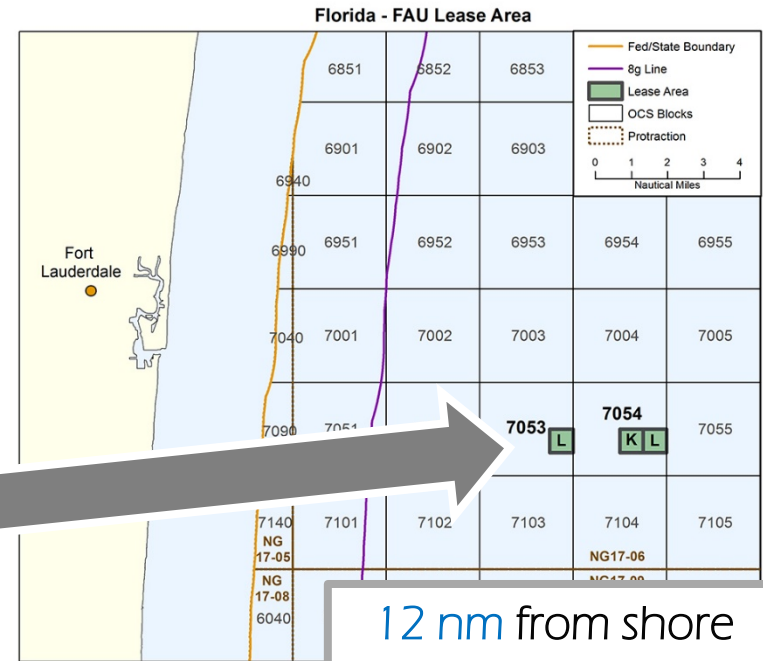 Florida - FAU Lease Area
Fed/State Boundary
8g Line
Lease Area
OCS Blocks
Protraction
0 1 2 3 4
Nautical Miles
6851 6852 6853
6901 6902 6903
6940
Fort
Lauderdale
6990 6951 6952 6953 6954 6955
7040 7001 7002 7003 7004 7005
7090 7051 7053 L 7054 K L 7055
7140 7101 7102 7103 7104 7105
NG
17-05
NG17-06
NG
17-08
6040
12 nm from shore